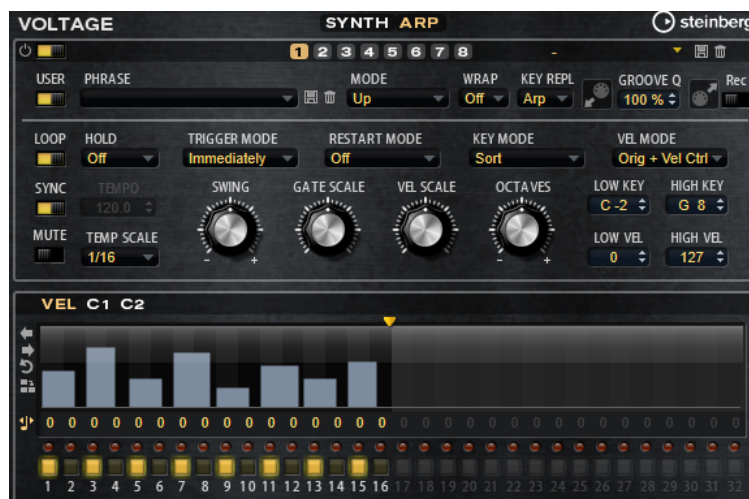 VOLTAGE SYNTH ARP steinberg
1 2 3 4 5 6 7 8 -
USER PHRASE MODE WRAP KEY REPL GROOVE Q Rec
Up Off Arp 100 %
LOOP HOLD TRIGGER MODE RESTART MODE KEY MODE VEL MODE
Off Immediately Off Sort Orig + Vel Ctrl
SYNC TEMPO SWING GATE SCALE VEL SCALE OCTAVES LOW KEY HIGH KEY
120.0 C -2 G 8
MUTE TEMP SCALE LOW VEL HIGH VEL
1/16 - + - + 0 127
VEL C1 C2
0 0 0 0 0 0 0 0 0 0 0 0 0 0 0 0 0 0 0 0 0 0 0 0 0 0 0 0 0 0 0 0
1 2 3 4 5 6 7 8 9 10 11 12 13 14 15 16 17 18 19 20 21 22 23 24 25 26 27 28 29 30 31 32